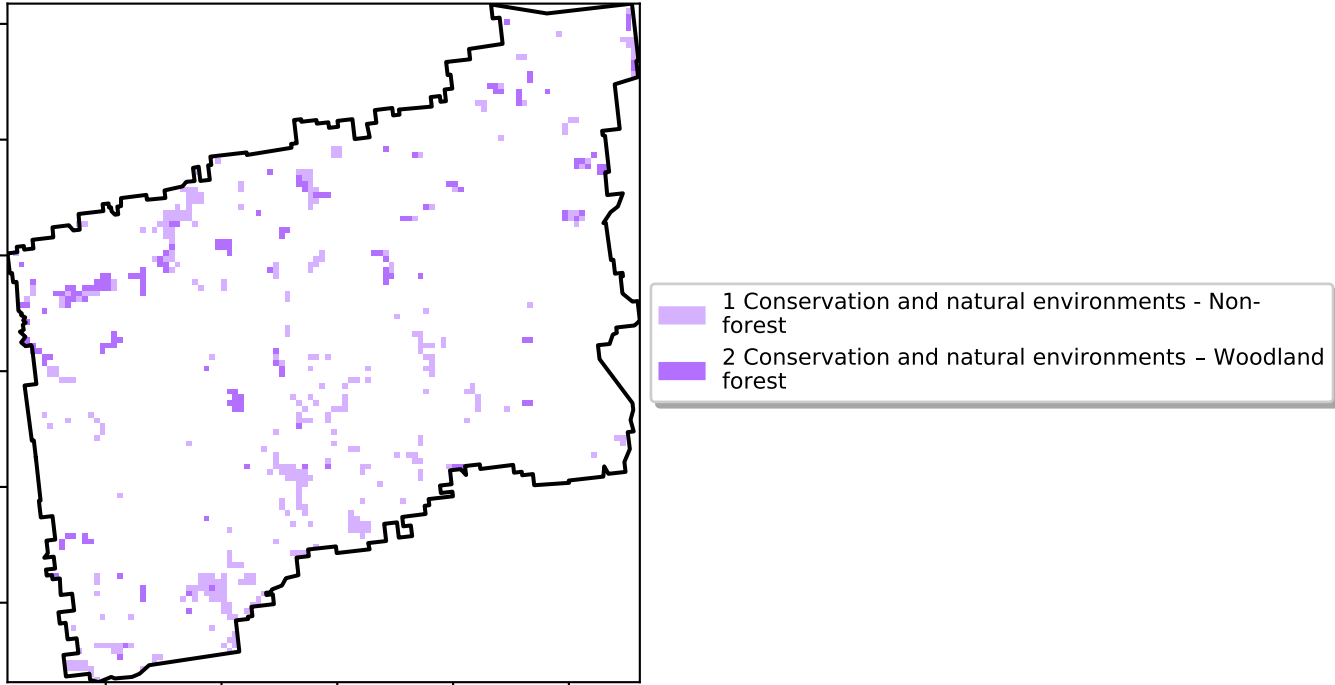 1 Conservation and natural environments - Non-
forest
2 Conservation and natural environments – Woodland
forest